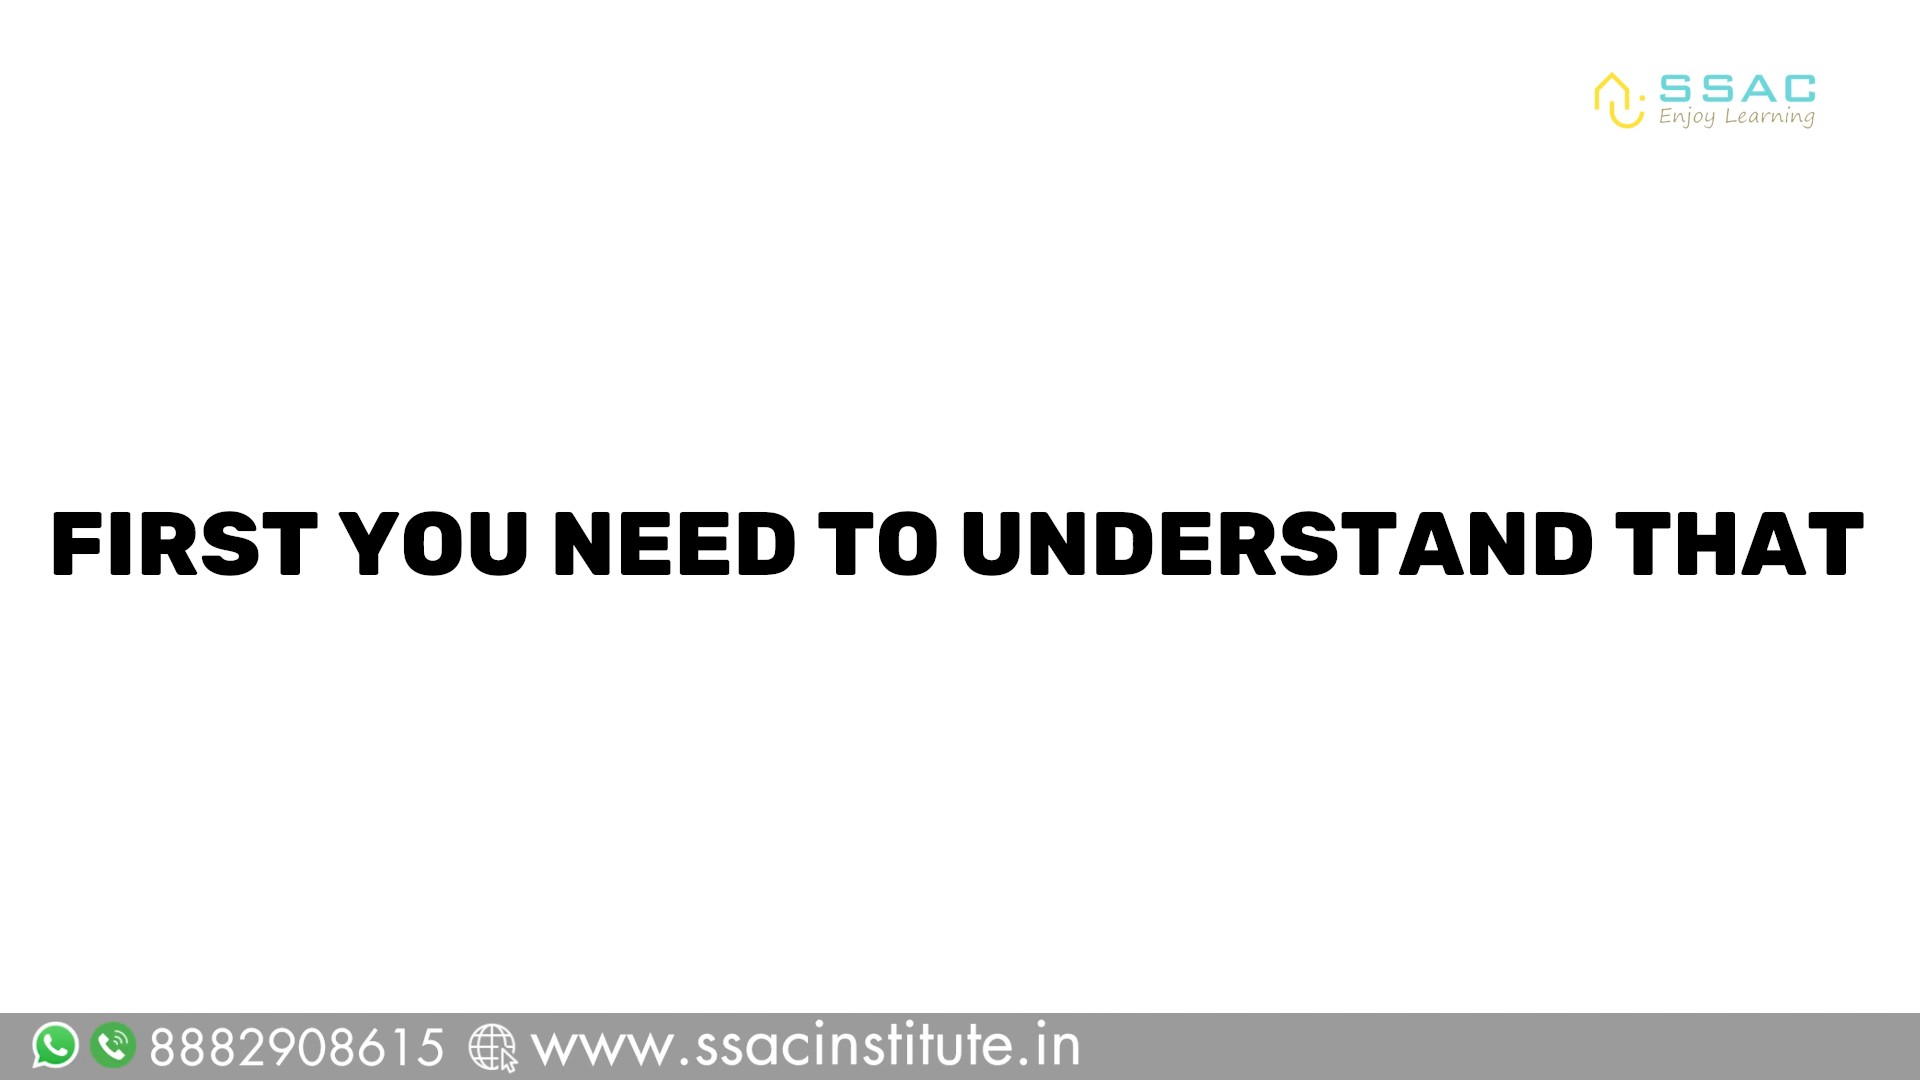 SSAC
Enjoy Learning
FIRST YOU NEED TO UNDERSTAND THAT
8882908615 www.ssacinstitute.in